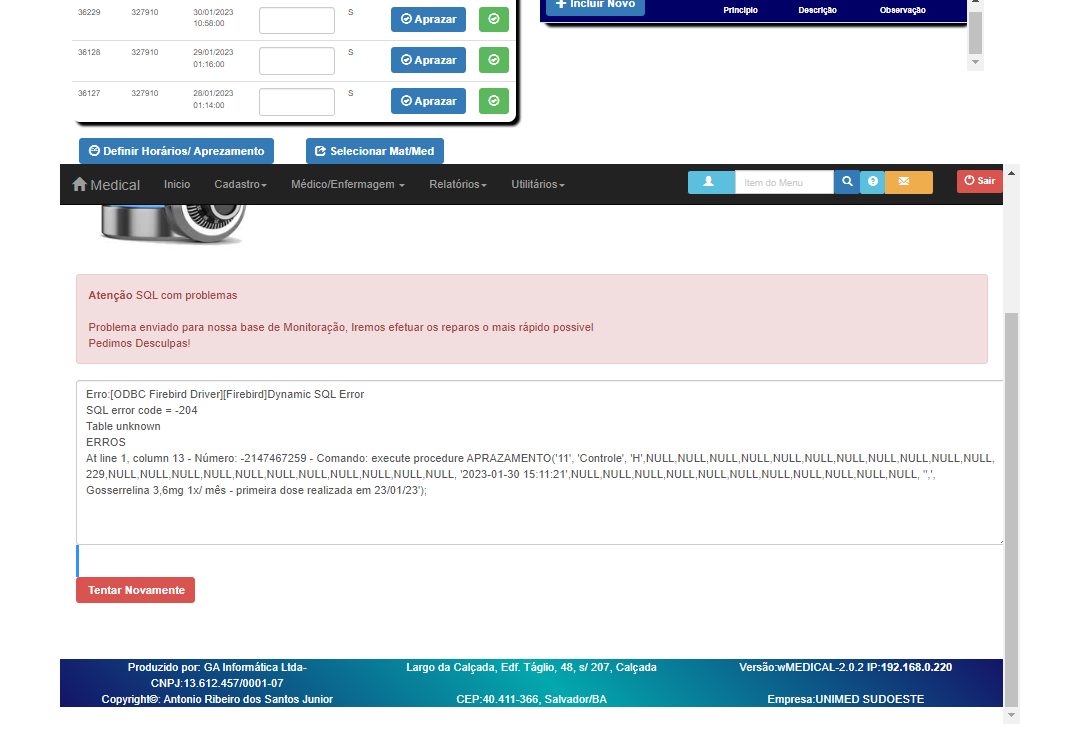 36229 327910 30/01/2023 S Aprazar
10:58:00
36128 327910 29/01/2023 S Aprazar
01:16:00
36127 327910 28/01/2023 S Aprazar
01:14:00
Incluir Novo
Principio Descrição Observação
Definir Horários/ Aprezamento Selecionar Mat/Med
Medical Inicio Cadastro Médico/Enfermagem Relatórios Utilitários Item do Menu Sair
Atenção SQL com problemas
Problema enviado para nossa base de Monitoração, Iremos efetuar os reparos o mais rápido possivel
Pedimos Desculpas!
Erro:[ODBC Firebird Driver][Firebird]Dynamic SQL Error
SQL error code = -204
Table unknown
ERROS
At line 1, column 13 - Número: -2147467259 - Comando: execute procedure APRAZAMENTO('11', 'Controle', 'H',NULL,NULL,NULL,NULL,NULL,NULL,NULL,NULL,NULL,NULL,NULL,
229,NULL,NULL,NULL,NULL,NULL,NULL,NULL,NULL,NULL,NULL,NULL, '2023-01-30 15:11:21',NULL,NULL,NULL,NULL,NULL,NULL,NULL,NULL,NULL,NULL,NULL, '','',
Gosserrelina 3,6mg 1x/ mês - primeira dose realizada em 23/01/23');
Tentar Novamente
Produzido por: GA Informática Ltda- Largo da Calçada, Edf. Táglio, 48, s/ 207, Calçada Versão:wMEDICAL-2.0.2 IP:192.168.0.220
CNPJ:13.612.457/0001-07
Copyright©: Antonio Ribeiro dos Santos Junior CEP:40.411-366, Salvador/BA Empresa:UNIMED SUDOESTE